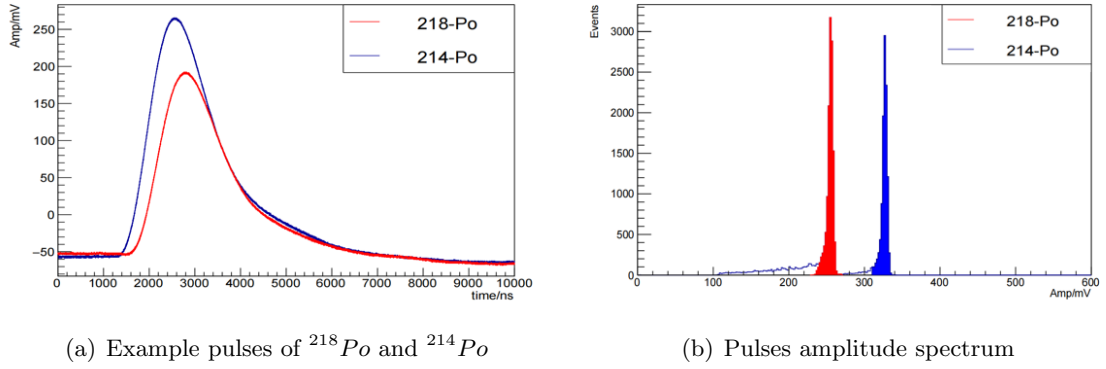 Amp/mV
250
200
150
100
50
0
−50
218-Po
214-Po
0 1000 2000 3000 4000 5000 6000 7000 8000 9000 10000
time/ns
Events
3000
2500
2000
1500
1000
500
0
218-Po
214-Po
0 100 200 300 400 500 600
Amp/mV
(a) Example pulses of ²¹⁸Po and ²¹⁴Po
(b) Pulses amplitude spectrum